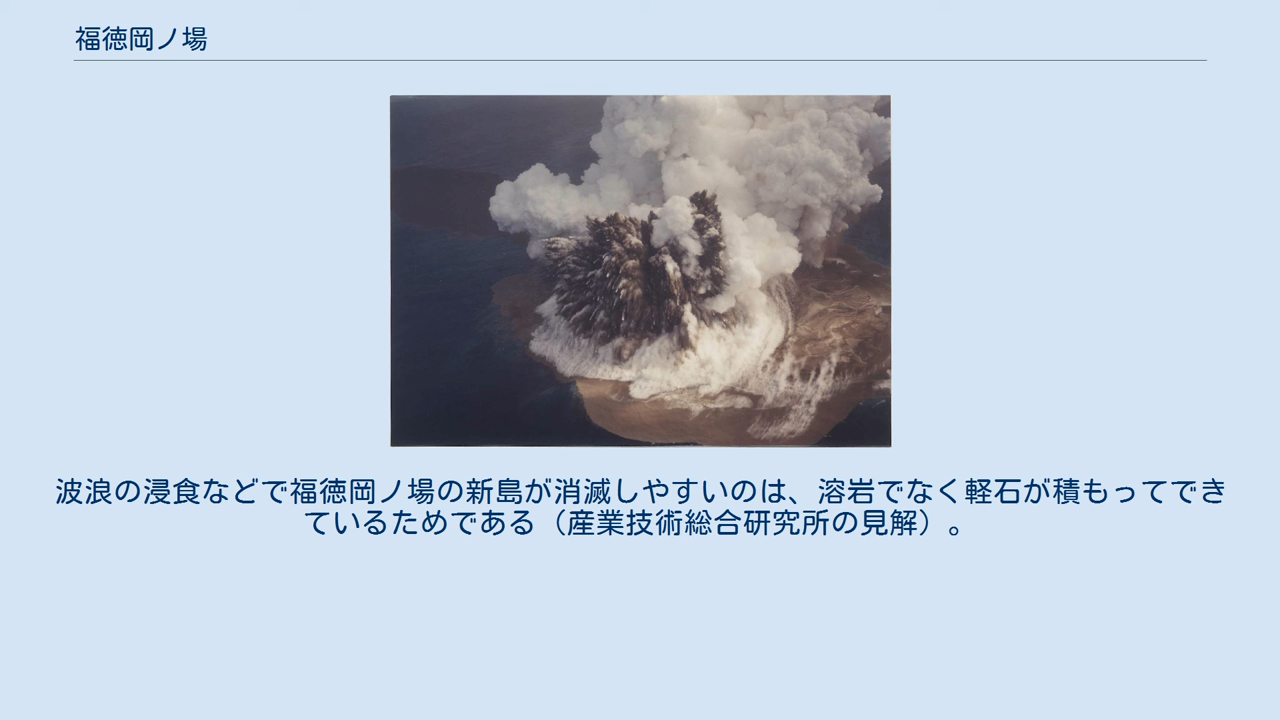 福徳岡ノ場
波浪の浸食などで福徳岡ノ場の新島が消滅しやすいのは、溶岩でなく軽石が積もってでき
ているためである（産業技術総合研究所の見解）。